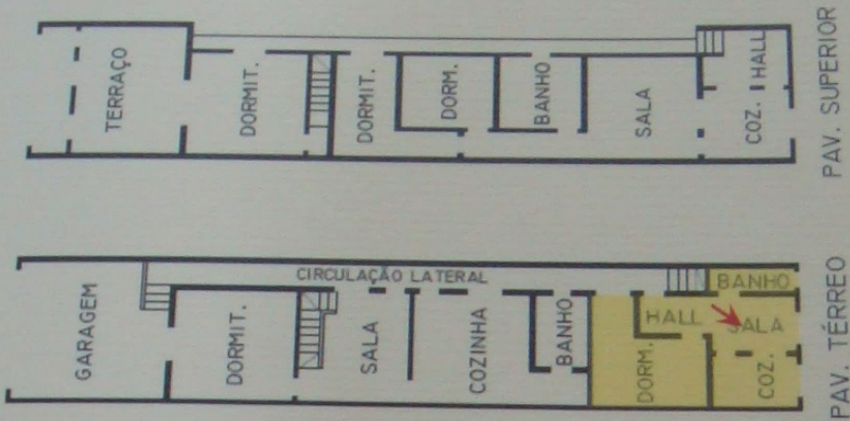 TERRAÇO
DORMIT.
DORMIT.
DORM.
BANHO
SALA
COZ.
HALL
PAV. SUPERIOR
GARAGEM
CIRCULAÇÃO LATERAL
DORMIT.
SALA
COZINHA
BANHO
DORM.
HALL
SALA
BANHO
COZ.
PAV. TÉRREO